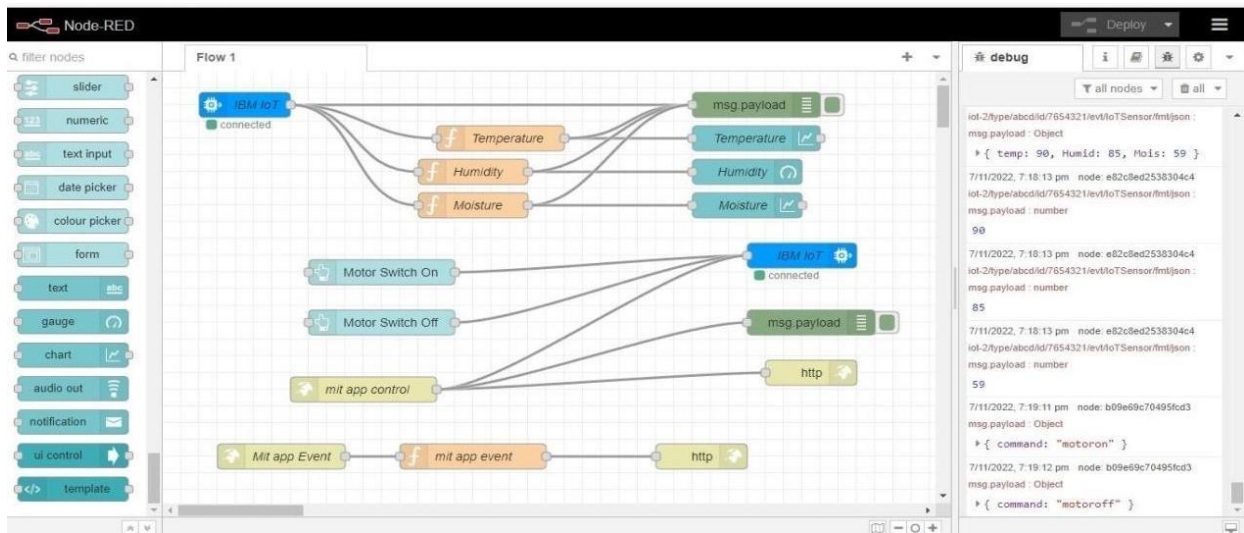 Node-RED
Deploy
filter nodes
slider
numeric
text input
date picker
colour picker
form
text
gauge
chart
audio out
notification
ui control
template
Flow 1
IBM IoT
connected
Temperature
Humidity
Moisture
msg.payload
Temperature
Humidity
Moisture
Motor Switch On
Motor Switch Off
IBM IoT
connected
msg.payload
mit app control
http
Mit app Event
mit app event
http
debug
all nodes
all
iot-2/type/abcd/id/7654321/evt/IoTSensor/fmt/json :
msg.payload : Object
{ temp: 90, Humid: 85, Mois: 59 }
7/11/2022, 7:18:13 pm node: e82c8ed2538304c4
iot-2/type/abcd/id/7654321/evt/IoTSensor/fmt/json :
msg.payload : number
90
7/11/2022, 7:18:13 pm node: e82c8ed2538304c4
iot-2/type/abcd/id/7654321/evt/IoTSensor/fmt/json :
msg.payload : number
85
7/11/2022, 7:18:13 pm node: e82c8ed2538304c4
iot-2/type/abcd/id/7654321/evt/IoTSensor/fmt/json :
msg.payload : number
59
7/11/2022, 7:19:11 pm node: b09e69c70495fcd3
msg.payload : Object
{ command: "motoron" }
7/11/2022, 7:19:12 pm node: b09e69c70495fcd3
msg.payload : Object
{ command: "motoroff" }